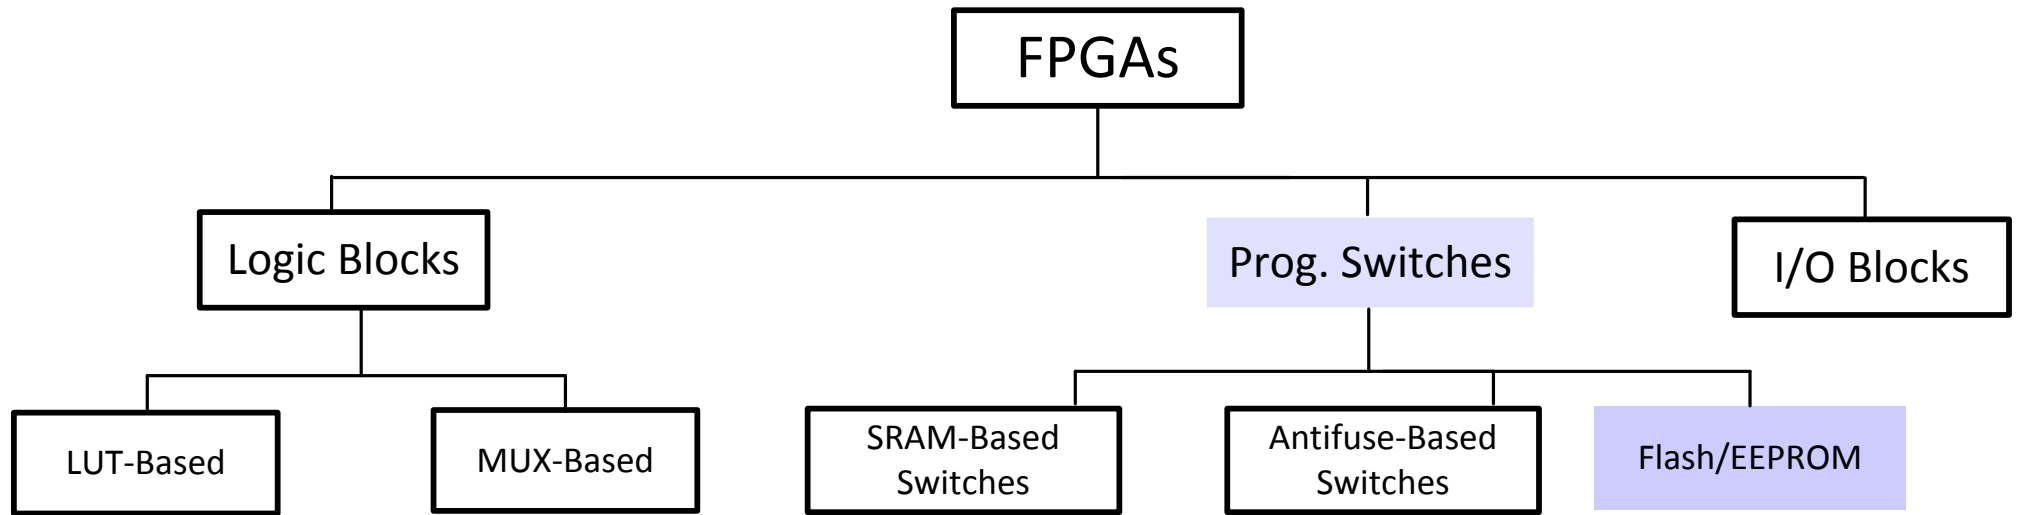 FPGAs
Logic Blocks
Prog. Switches
I/O Blocks
LUT-Based
MUX-Based
SRAM-Based
Switches
Antifuse-Based
Switches
Flash/EEPROM